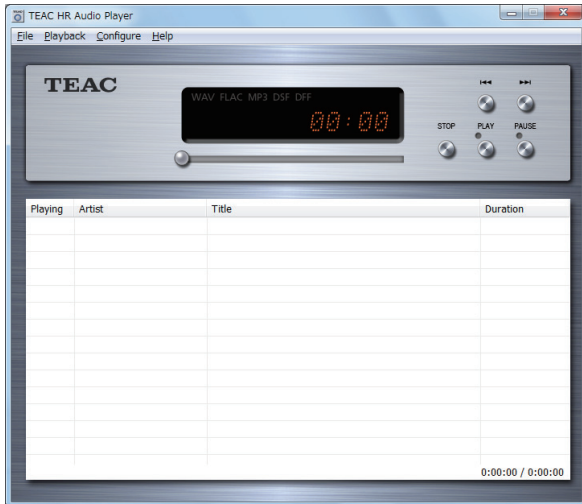 TEAC HR Audio Player
File Playback Configure Help
TEAC
WAV FLAC MP3 DSF DFF
00:00
STOP PLAY PAUSE
Playing Artist Title Duration
0:00:00 / 0:00:00